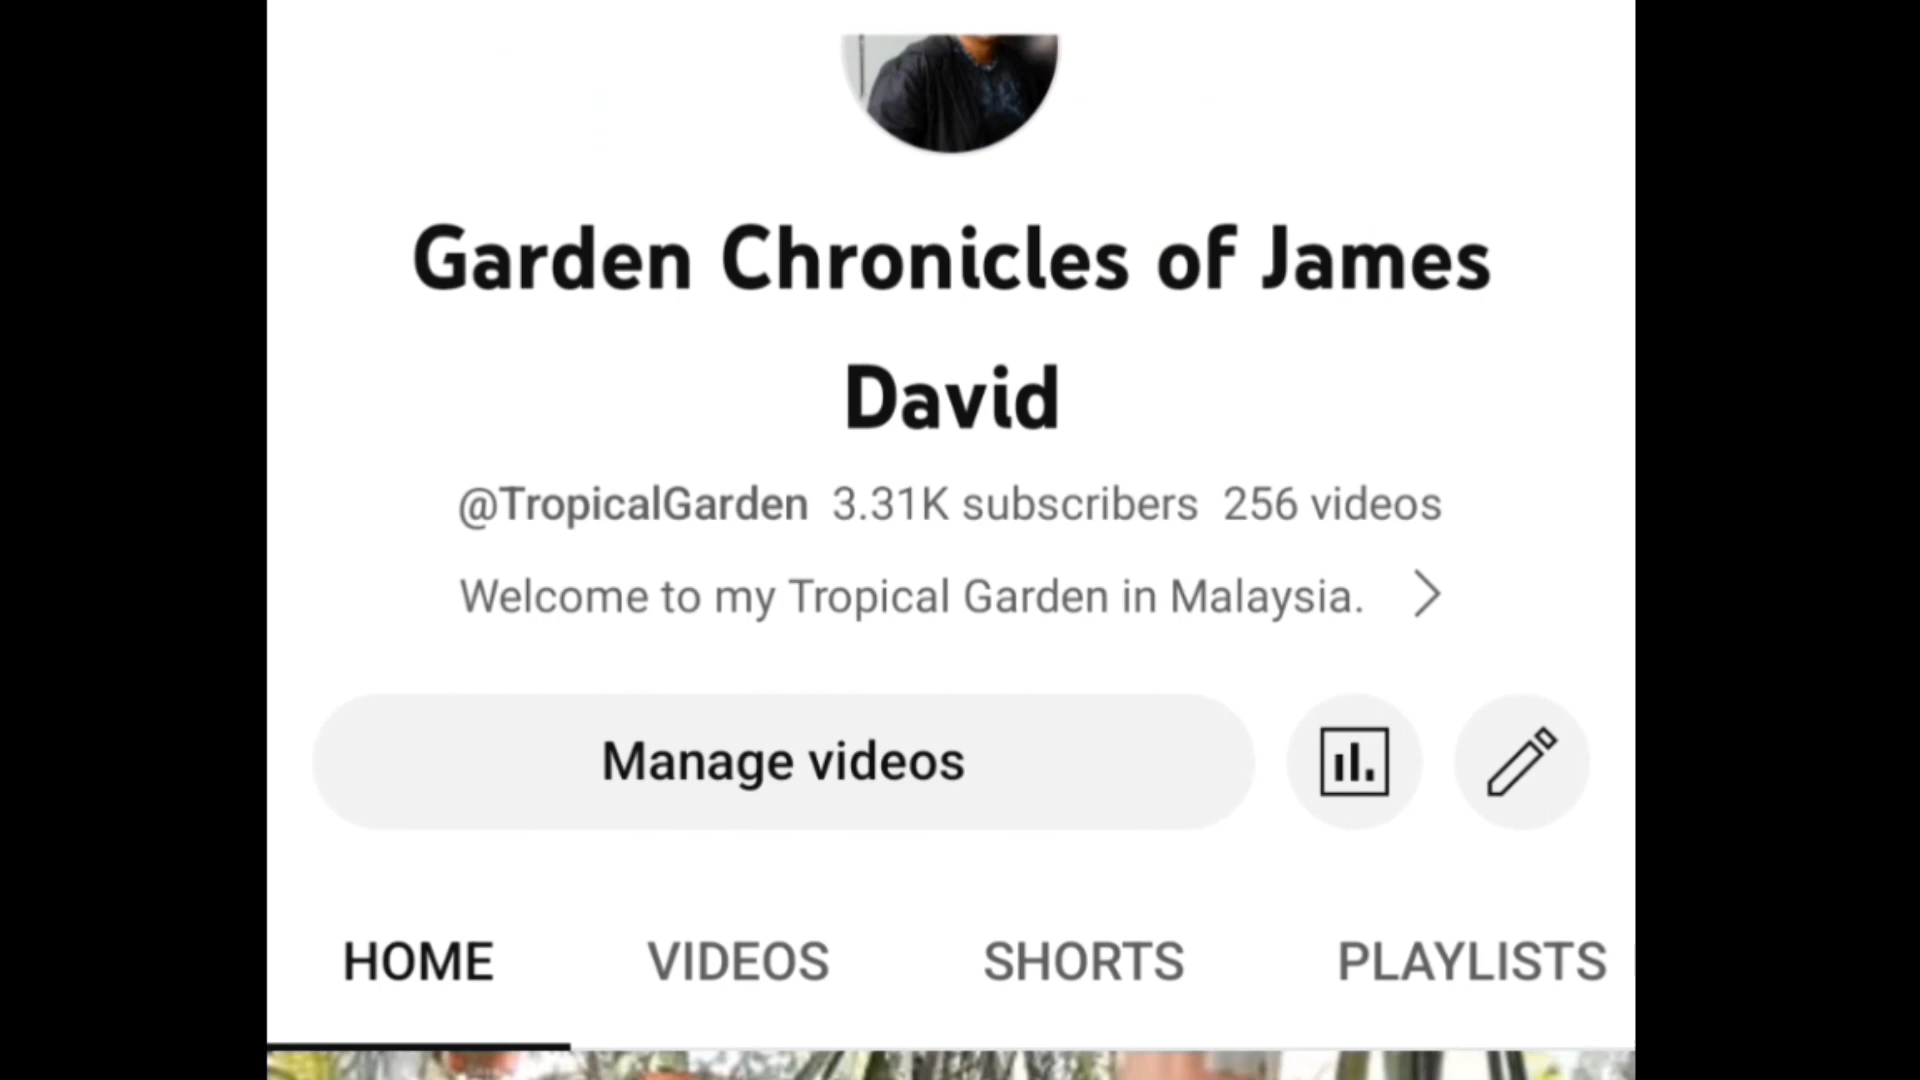 Garden Chronicles of James
David
@TropicalGarden 3.31K subscribers 256 videos
Welcome to my Tropical Garden in Malaysia.
Manage videos
HOME VIDEOS SHORTS PLAYLISTS